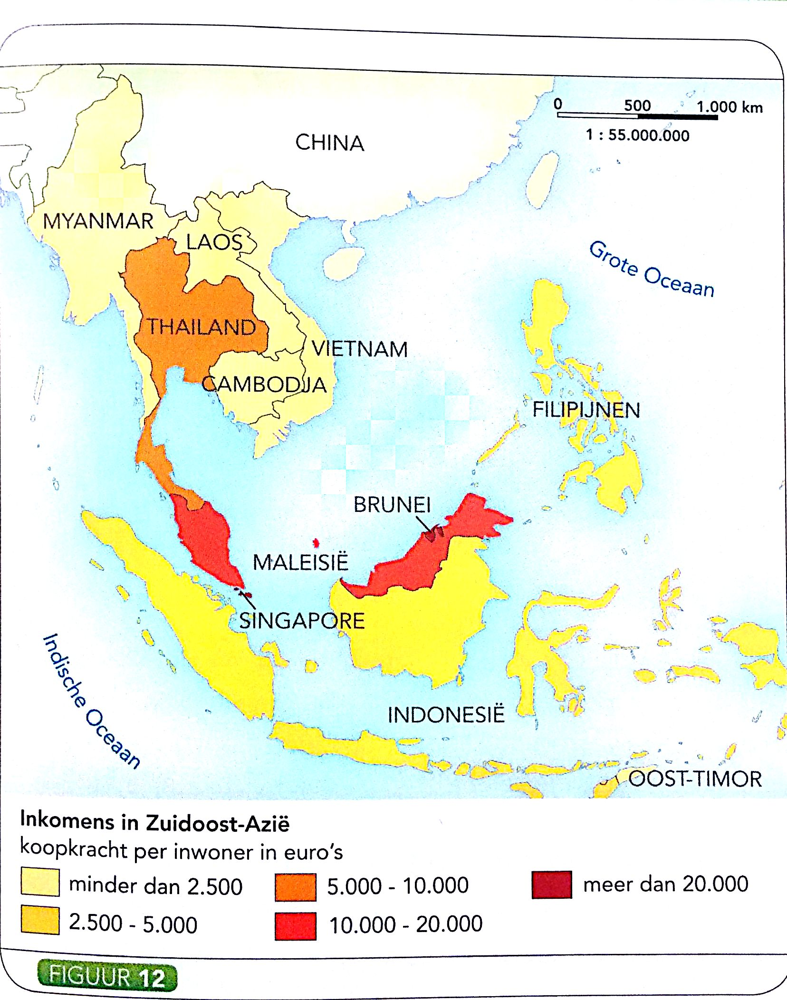 0 500 1.000 km
1 : 55.000.000
CHINA
MYANMAR
LAOS
Grote Oceaan
THAILAND
VIETNAM
CAMBODJA
FILIPIJNEN
BRUNEI
MALEISIË
SINGAPORE
Indische Oceaan
INDONESIË
OOST-TIMOR
Inkomens in Zuidoost-Azië
koopkracht per inwoner in euro's
minder dan 2.500
2.500 - 5.000
5.000 - 10.000
10.000 - 20.000
meer dan 20.000
FIGUUR 12